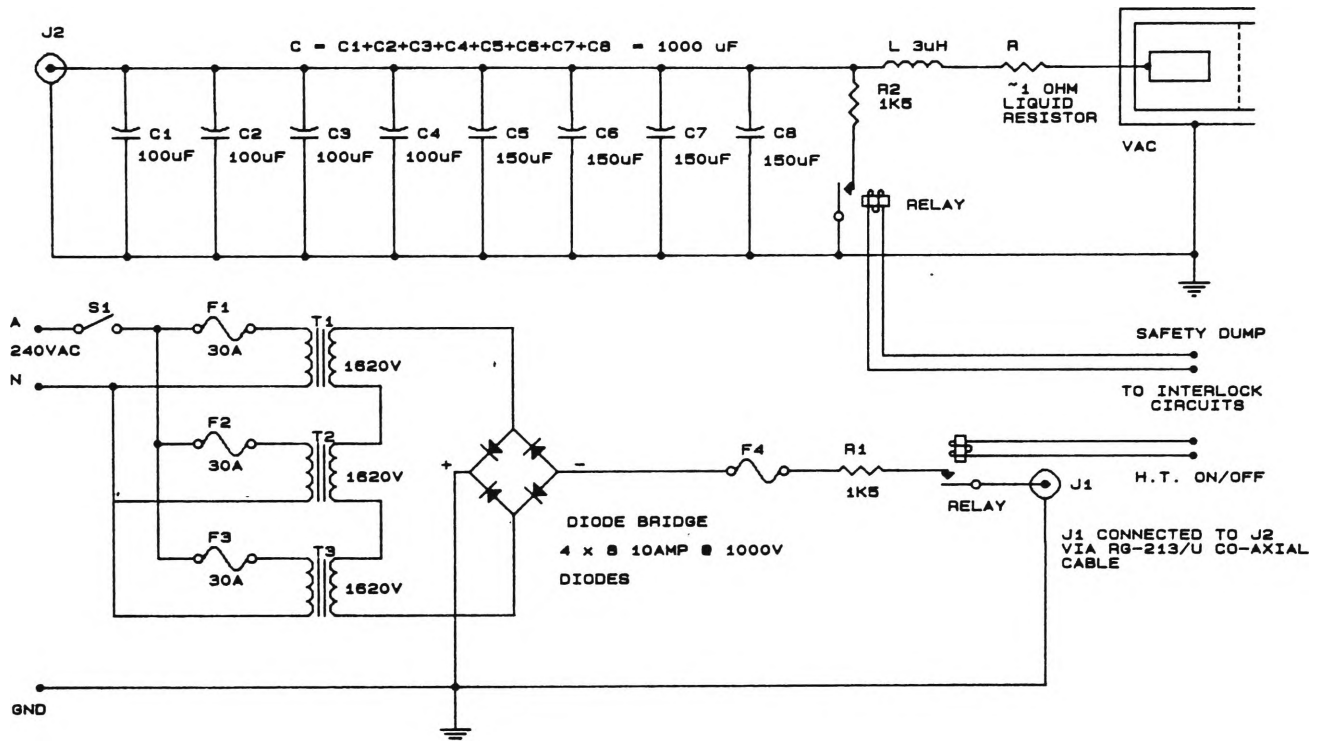 J2
C = C1+C2+C3+C4+C5+C6+C7+C8 = 1000 uF
L 3uH
R
~1 OHM
LIQUID
RESISTOR
R2
1K5
VAC
C1
100uF
C2
100uF
C3
100uF
C4
100uF
C5
150uF
C6
150uF
C7
150uF
C8
150uF
RELAY
SAFETY DUMP
TO INTERLOCK
CIRCUITS
A
S1
240VAC
N
F1
30A
T1
1620V
F2
30A
T2
1620V
F3
30A
T3
1620V
+
-
DIODE BRIDGE
4 x 8 10AMP @ 1000V
DIODES
F4
R1
1K5
RELAY
H.T. ON/OFF
J1
J1 CONNECTED TO J2
VIA RG-213/U CO-AXIAL
CABLE
GND